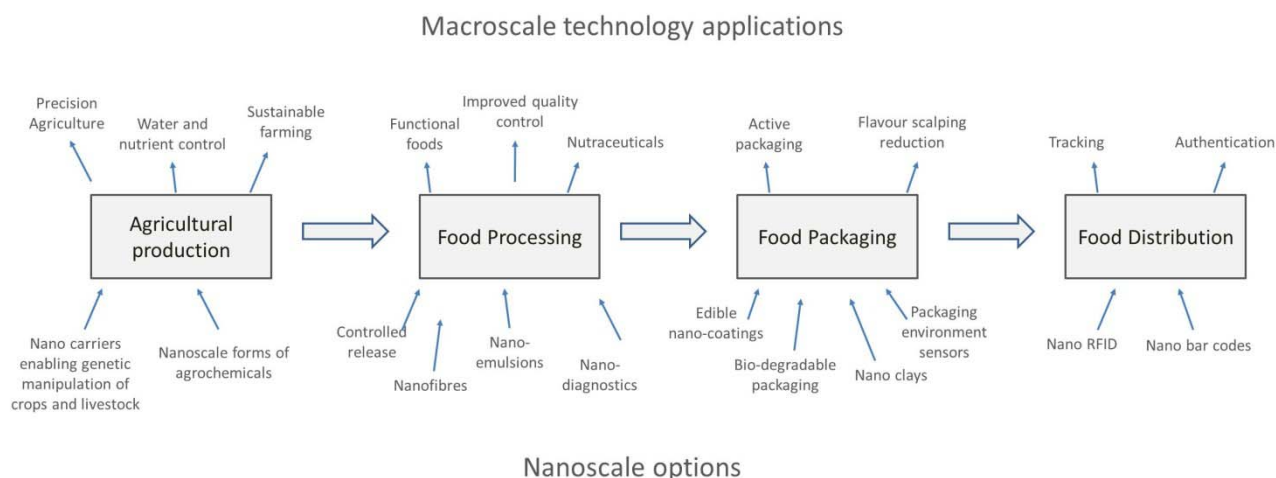 Macroscale technology applications
Precision
Agriculture
Water and
nutrient control
Sustainable
farming
Functional
foods
Improved quality
control
Nutraceuticals
Active
packaging
Flavour scalping
reduction
Tracking
Authentication
Agricultural
production
Food Processing
Food Packaging
Food Distribution
Nano carriers
enabling genetic
manipulation of
crops and livestock
Nanoscale forms of
agrochemicals
Controlled
release
Nanofibres
Nano-
emulsions
Nano-
diagnostics
Edible
nano-coatings
Bio-degradable
packaging
Nano clays
Packaging
environment
sensors
Nano RFID
Nano bar codes
Nanoscale options